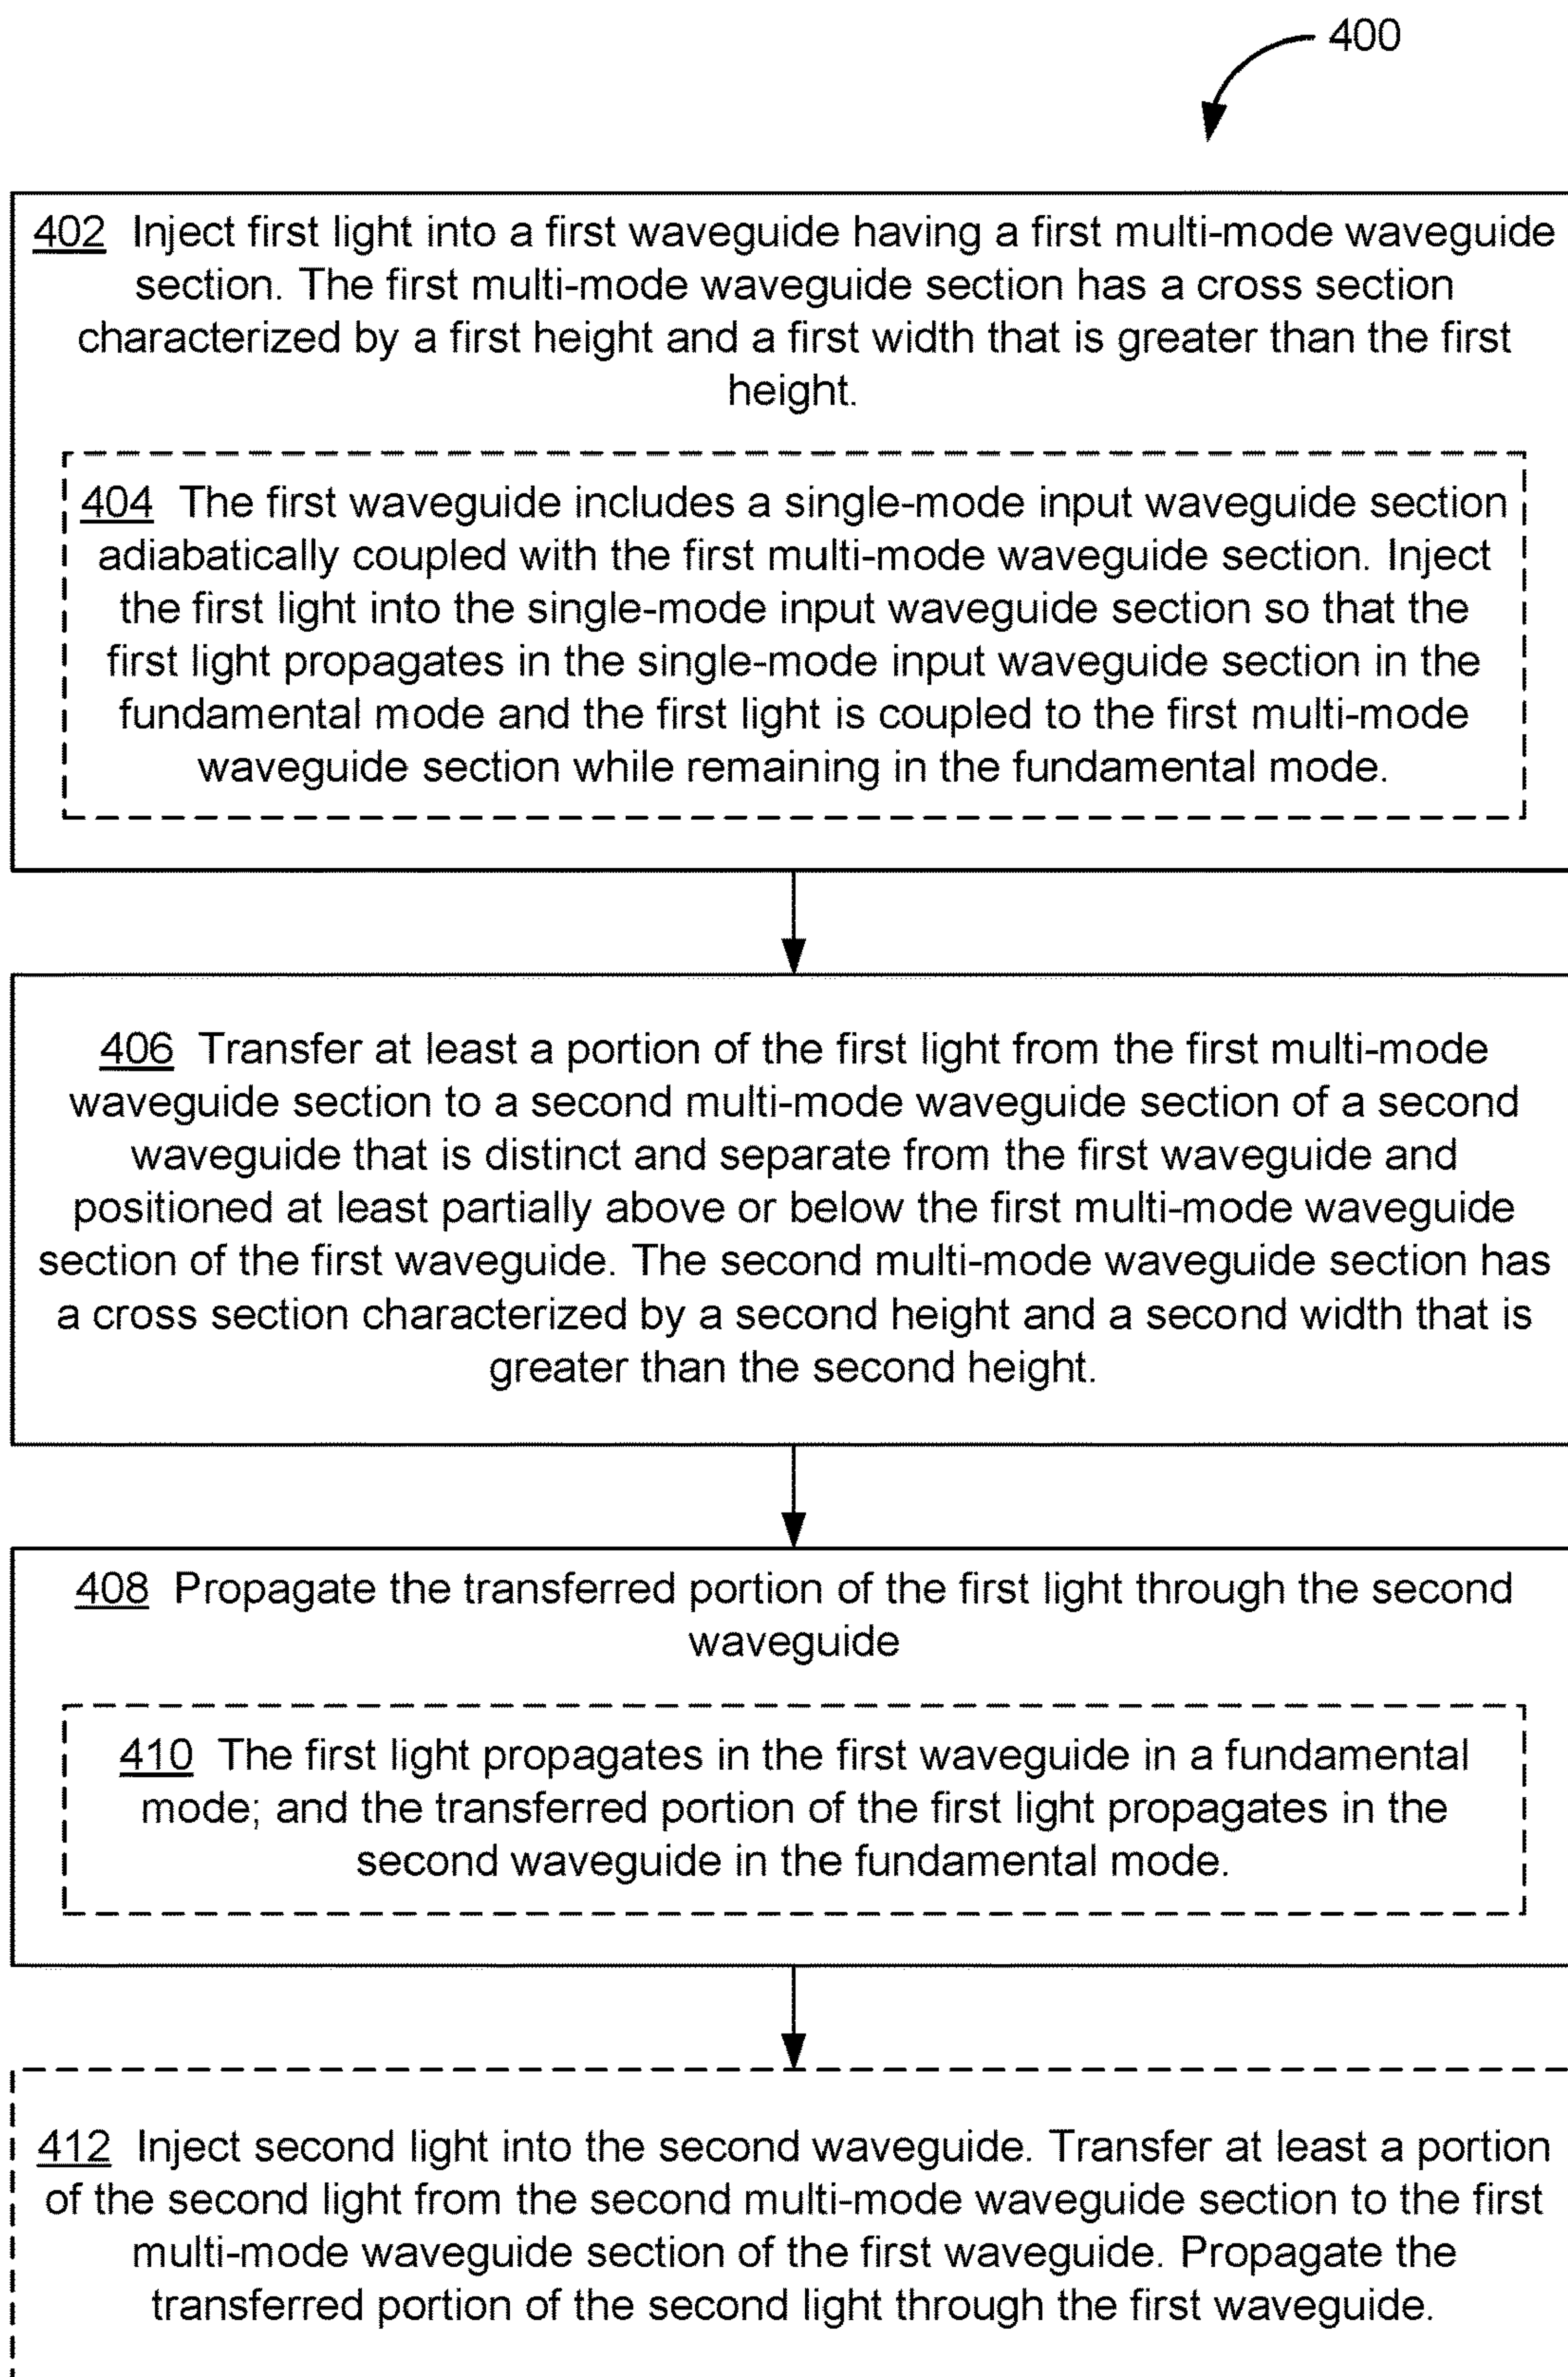 400
402 Inject first light into a first waveguide having a first multi-mode waveguide
section. The first multi-mode waveguide section has a cross section
characterized by a first height and a first width that is greater than the first
height.
404 The first waveguide includes a single-mode input waveguide section
adiabatically coupled with the first multi-mode waveguide section. Inject
the first light into the single-mode input waveguide section so that the
first light propagates in the single-mode input waveguide section in the
fundamental mode and the first light is coupled to the first multi-mode
waveguide section while remaining in the fundamental mode.
406 Transfer at least a portion of the first light from the first multi-mode
waveguide section to a second multi-mode waveguide section of a second
waveguide that is distinct and separate from the first waveguide and
positioned at least partially above or below the first multi-mode waveguide
section of the first waveguide. The second multi-mode waveguide section has
a cross section characterized by a second height and a second width that is
greater than the second height.
408 Propagate the transferred portion of the first light through the second
waveguide
410 The first light propagates in the first waveguide in a fundamental
mode; and the transferred portion of the first light propagates in the
second waveguide in the fundamental mode.
412 Inject second light into the second waveguide. Transfer at least a portion
of the second light from the second multi-mode waveguide section to the first
multi-mode waveguide section of the first waveguide. Propagate the
transferred portion of the second light through the first waveguide.